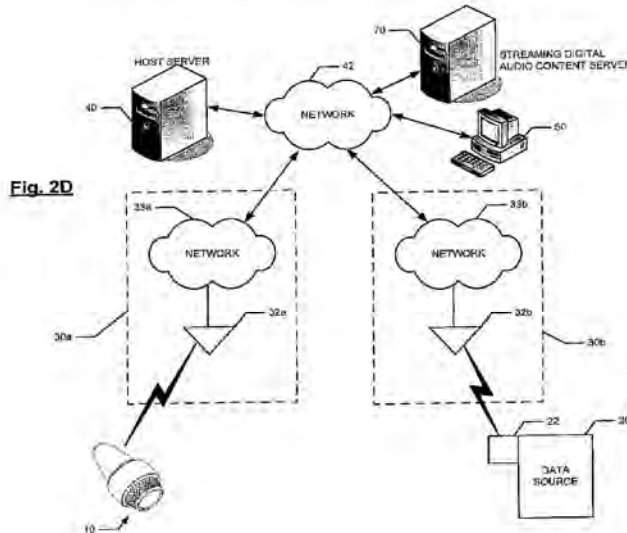 70
STREAMING DIGITAL
AUDIO CONTENT SERVER
HOST SERVER
42
40
NETWORK
Fig. 2D
33a
33b
NETWORK
NETWORK
32a
32b
30a
30b
22
20
DATA
SOURCE
10